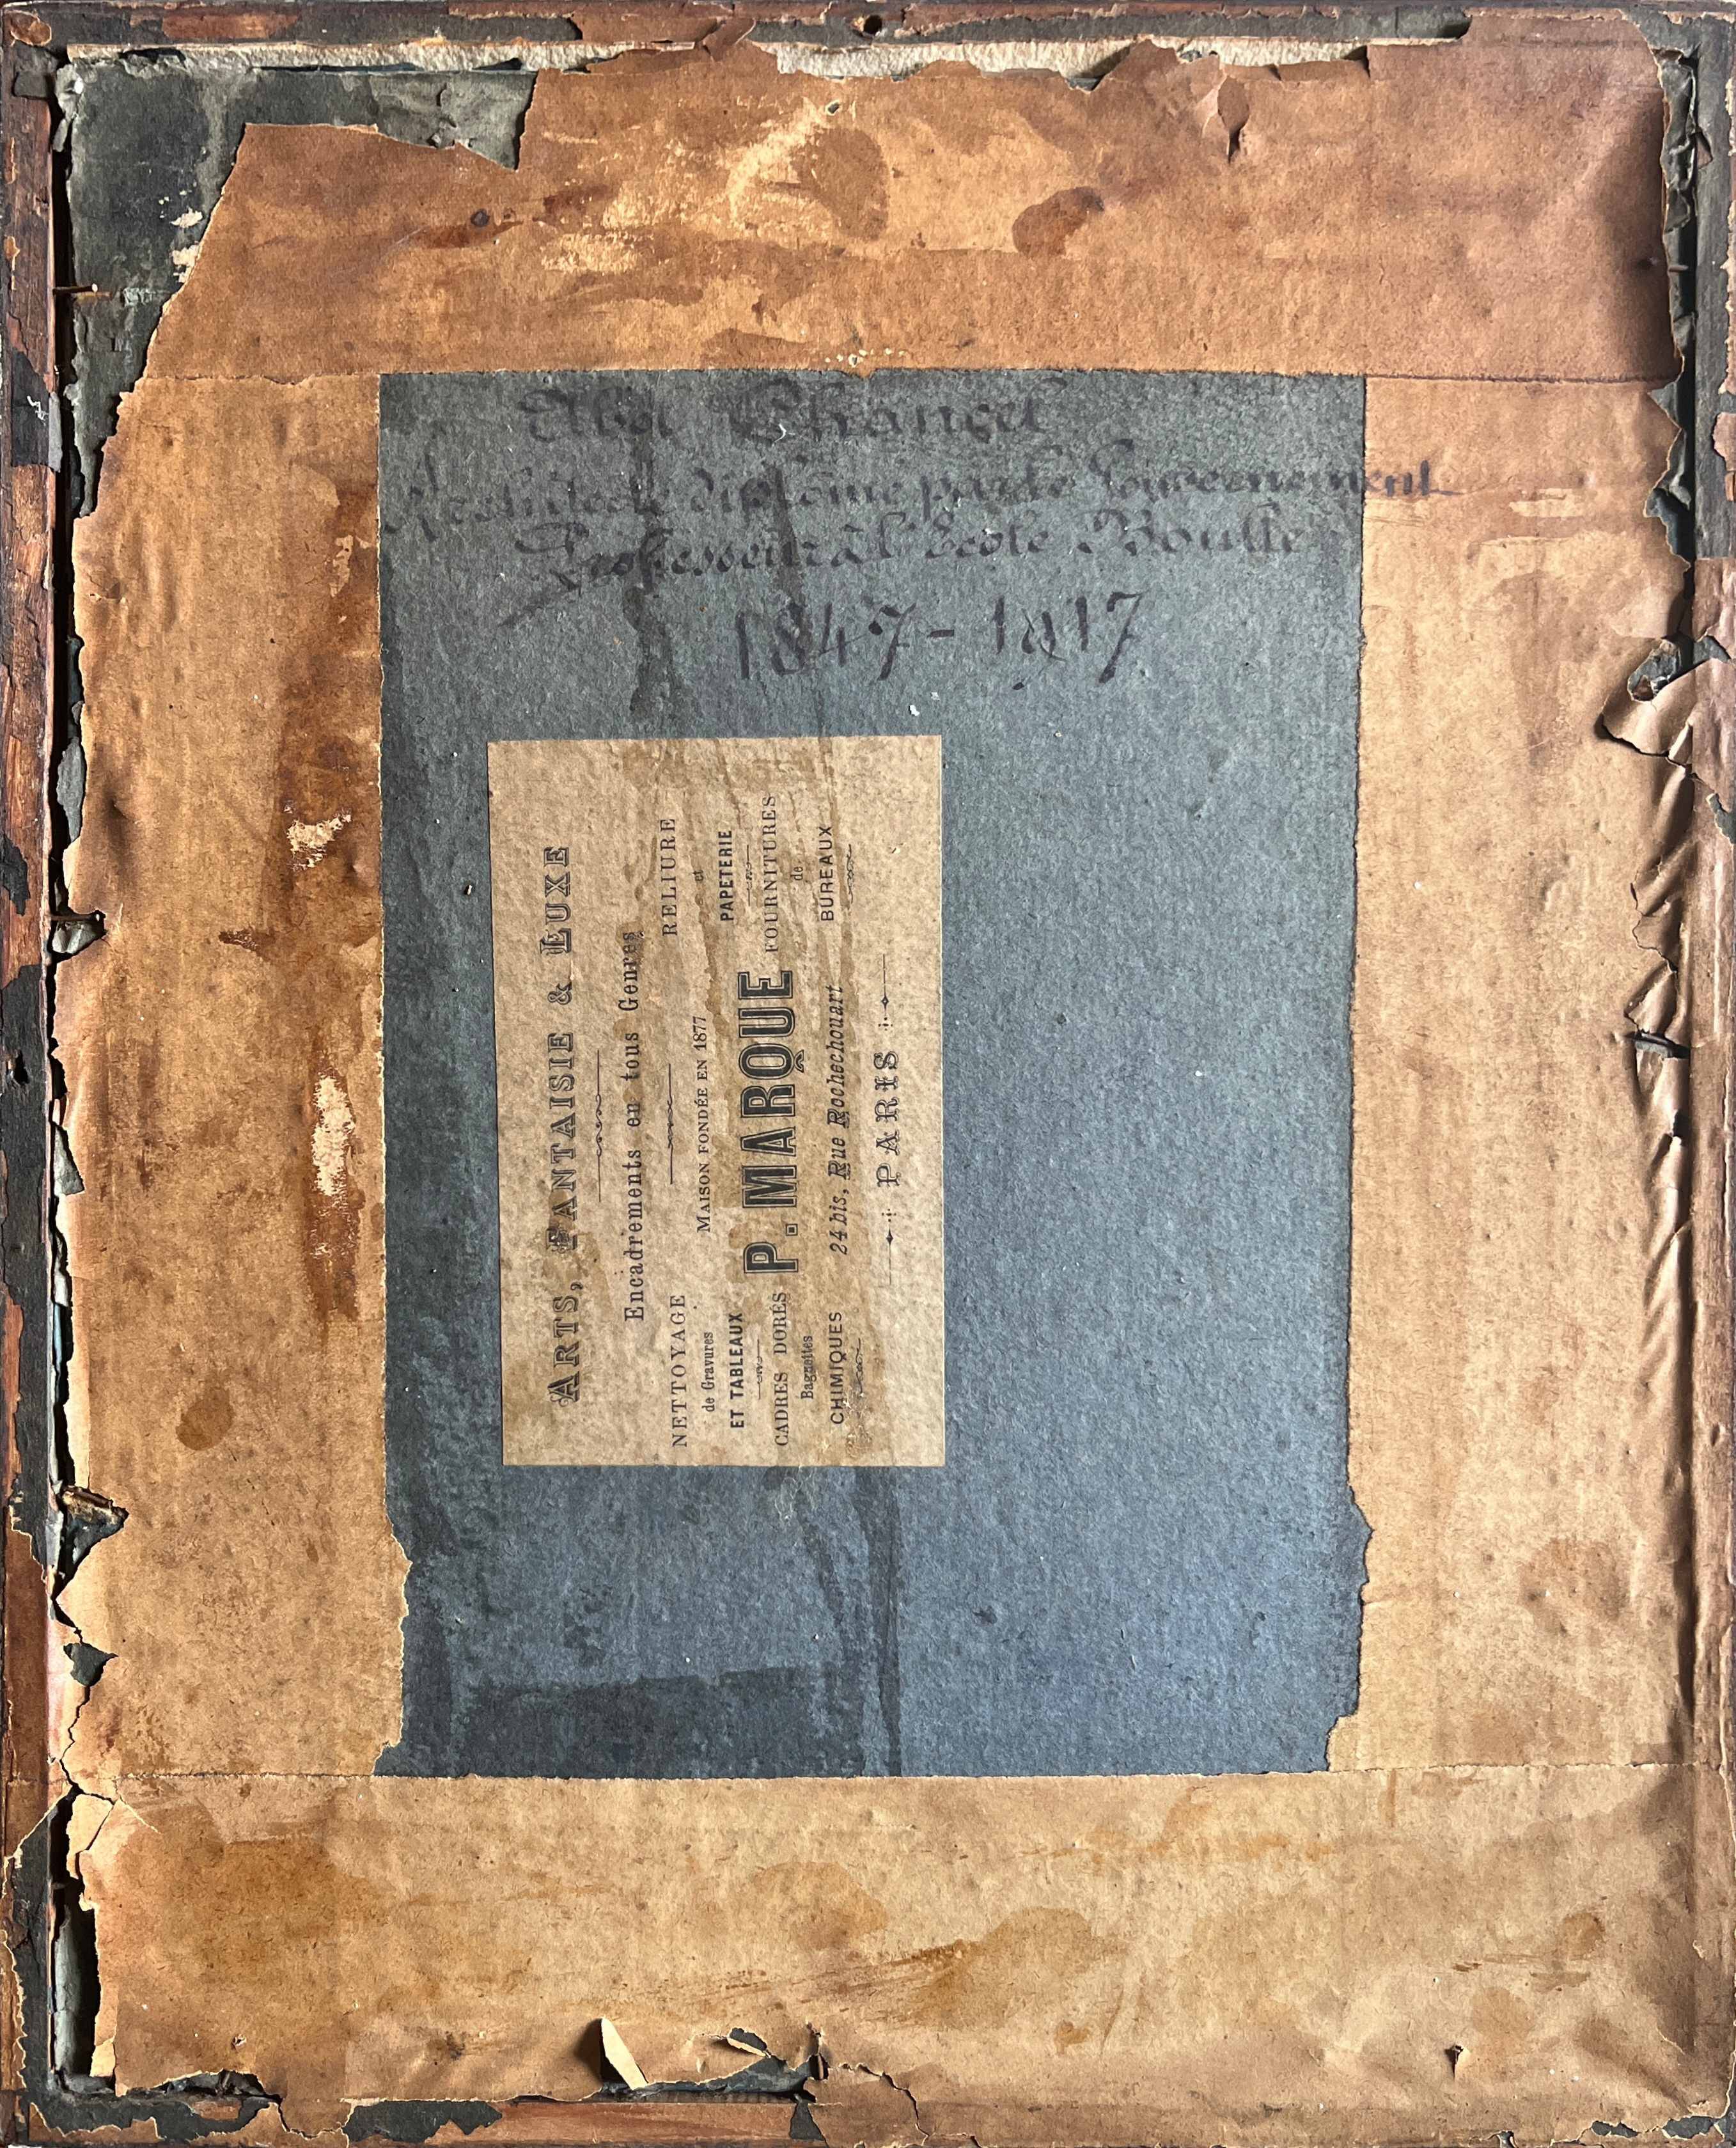 Abel Chancel
Architecte diplômé par le Gouvernement
Professeur à l'École Boulle
1847-1917
ARTS, FANTAISIE & LUXE
Encadrements en tous Genres
NETTOYAGE
de Gravures
ET TABLEAUX
CADRES DORÉS
Baguettes
CHIMIQUES
MAISON FONDÉE EN 1877
P. MARQUE
24 bis, Rue Rochechouart
PARIS
RELIURE
et
PAPETERIE
FOURNITURES
de
BUREAUX